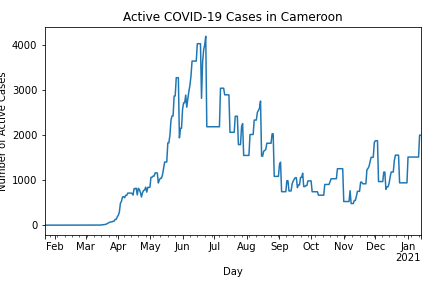 Active COVID-19 Cases in Cameroon
Number of Active Cases
4000
3000
2000
1000
0
Feb Mar Apr May Jun Jul Aug Sep Oct Nov Dec Jan
2021
Day